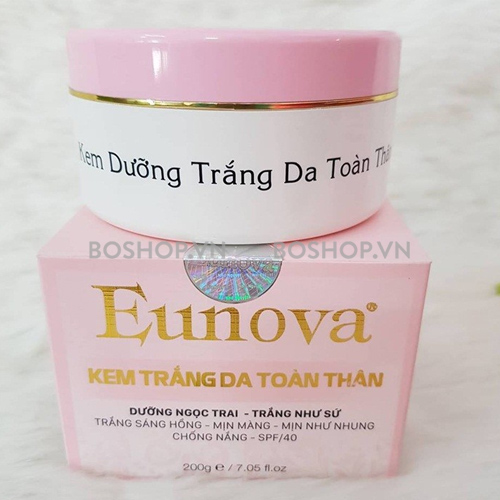 Kem Dưỡng Trắng Da Toàn Thân
BOSHOP.VN BOSHOP.VN
Eunova®
KEM TRẮNG DA TOÀN THÂN
DƯỠNG NGỌC TRAI - TRẮNG NHƯ SỨ
TRẮNG SÁNG HỒNG - MỊN MÀNG - MỊN NHƯ NHUNG
CHỐNG NẮNG - SPF/40
200g ℮ / 7.05 fl.oz